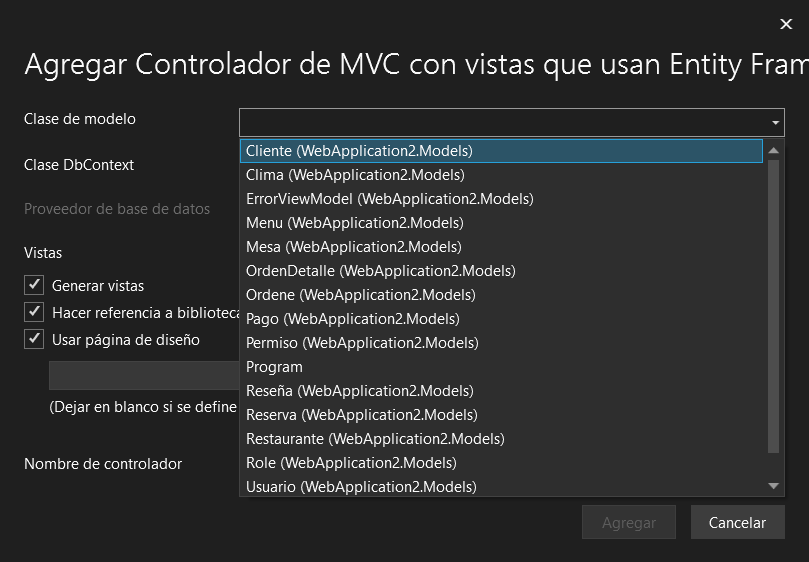 Agregar Controlador de MVC con vistas que usan Entity Fram
Clase de modelo
Cliente (WebApplication2.Models)
Clase DbContext
Clima (WebApplication2.Models)
ErrorViewModel (WebApplication2.Models)
Proveedor de base de datos
Menu (WebApplication2.Models)
Mesa (WebApplication2.Models)
Vistas
OrdenDetalle (WebApplication2.Models)
Generar vistas
Ordene (WebApplication2.Models)
Hacer referencia a biblioteca
Pago (WebApplication2.Models)
Usar página de diseño
Permiso (WebApplication2.Models)
Program
Reseña (WebApplication2.Models)
(Dejar en blanco si se define
Reserva (WebApplication2.Models)
Restaurante (WebApplication2.Models)
Nombre de controlador
Role (WebApplication2.Models)
Usuario (WebApplication2.Models)
Agregar
Cancelar